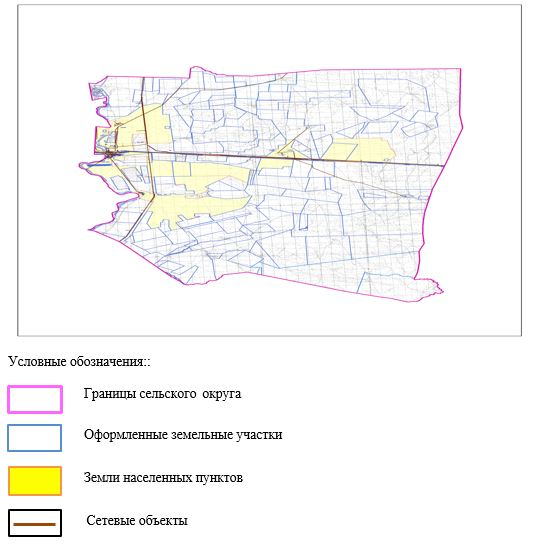 Условные обозначения::
Границы сельского округа
Оформленные земельные участки
Земли населенных пунктов
Сетевые объекты